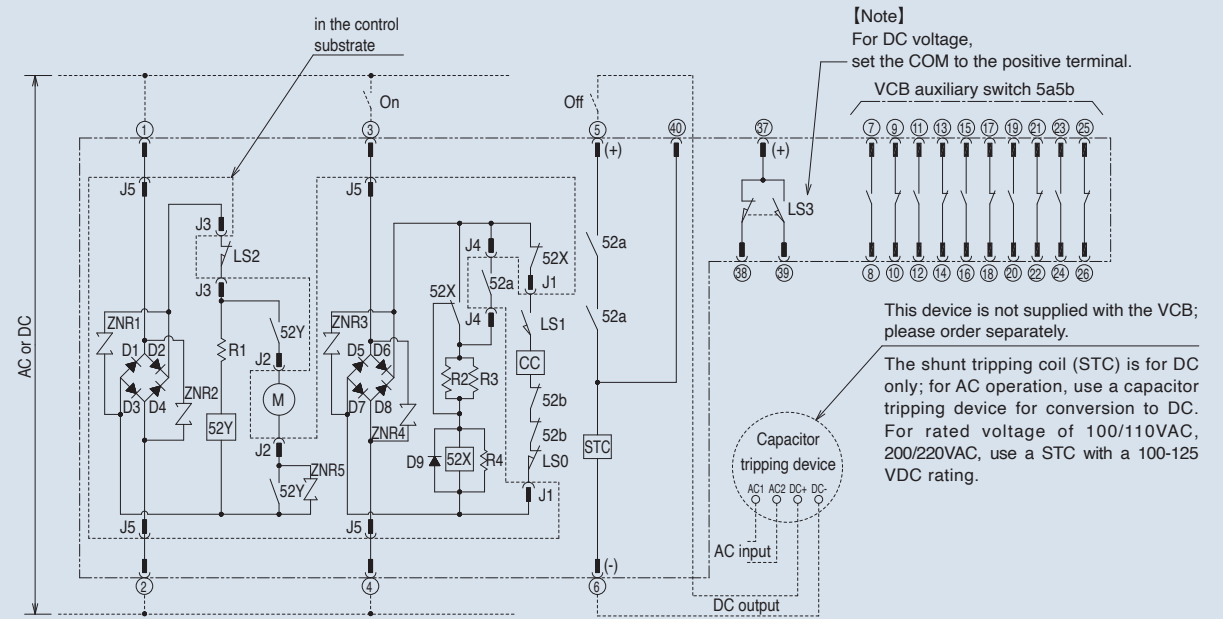 in the control
substrate
【Note】
For DC voltage,
set the COM to the positive terminal.
VCB auxiliary switch 5a5b
On
Off
1
3
5
40
37
7
9
11
13
15
17
19
21
23
25
(+)
(+)
J5
J5
J3
LS2
J3
J4
52a
J4
52X
J1
52X
52a
52a
LS3
38
39
8
10
12
14
16
18
20
22
24
26
AC or DC
ZNR1
D1
D2
D3
D4
ZNR2
R1
52Y
52Y
J2
M
J2
52Y
ZNR5
ZNR3
D5
D6
D7
D8
ZNR4
R2
R3
D9
52X
R4
LS1
CC
52b
52b
LS0
J1
STC
J5
J5
(-)
2
4
6
This device is not supplied with the VCB;
please order separately.
The shunt tripping coil (STC) is for DC
only; for AC operation, use a capacitor
tripping device for conversion to DC.
For rated voltage of 100/110VAC,
200/220VAC, use a STC with a 100-125
VDC rating.
Capacitor
tripping device
AC1 AC2 DC+ DC-
AC input
DC output